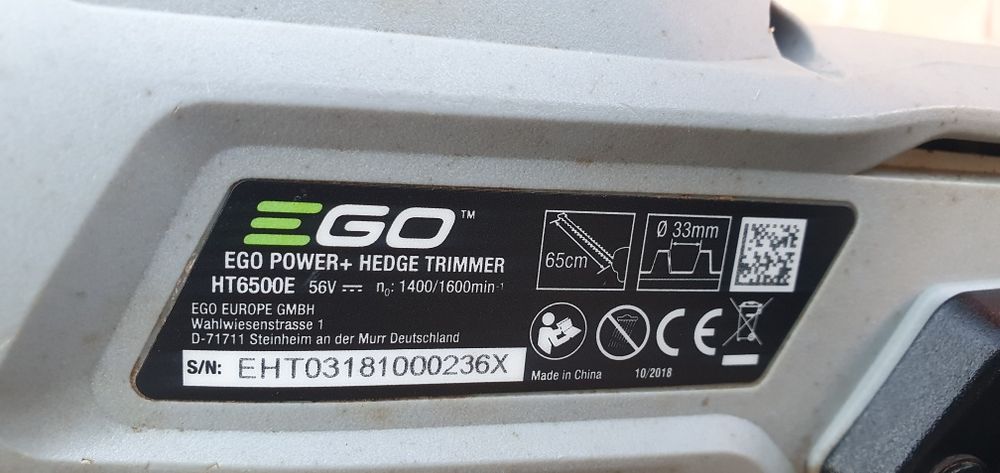 EGO™
EGO POWER+ HEDGE TRIMMER
HT6500E 56V n₀: 1400/1600min⁻¹
EGO EUROPE GMBH
Wahlwiesenstrasse 1
D-71711 Steinheim an der Murr Deutschland
S/N: EHT03181000236X
65cm
Ø 33mm
CE
Made in China
10/2018